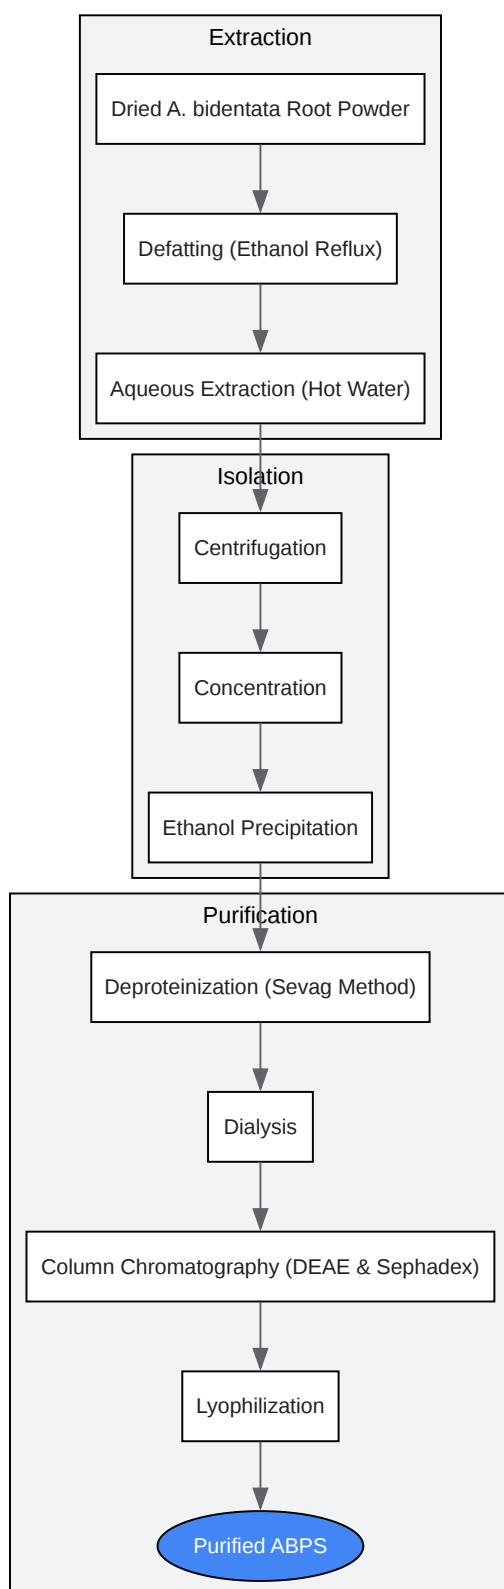 Extraction
Dried A. bidentata Root Powder
Defatting (Ethanol Reflux)
Aqueous Extraction (Hot Water)
Isolation
Centrifugation
Concentration
Ethanol Precipitation
Purification
Deproteinization (Sevag Method)
Dialysis
Column Chromatography (DEAE & Sephadex)
Lyophilization
Purified ABPS